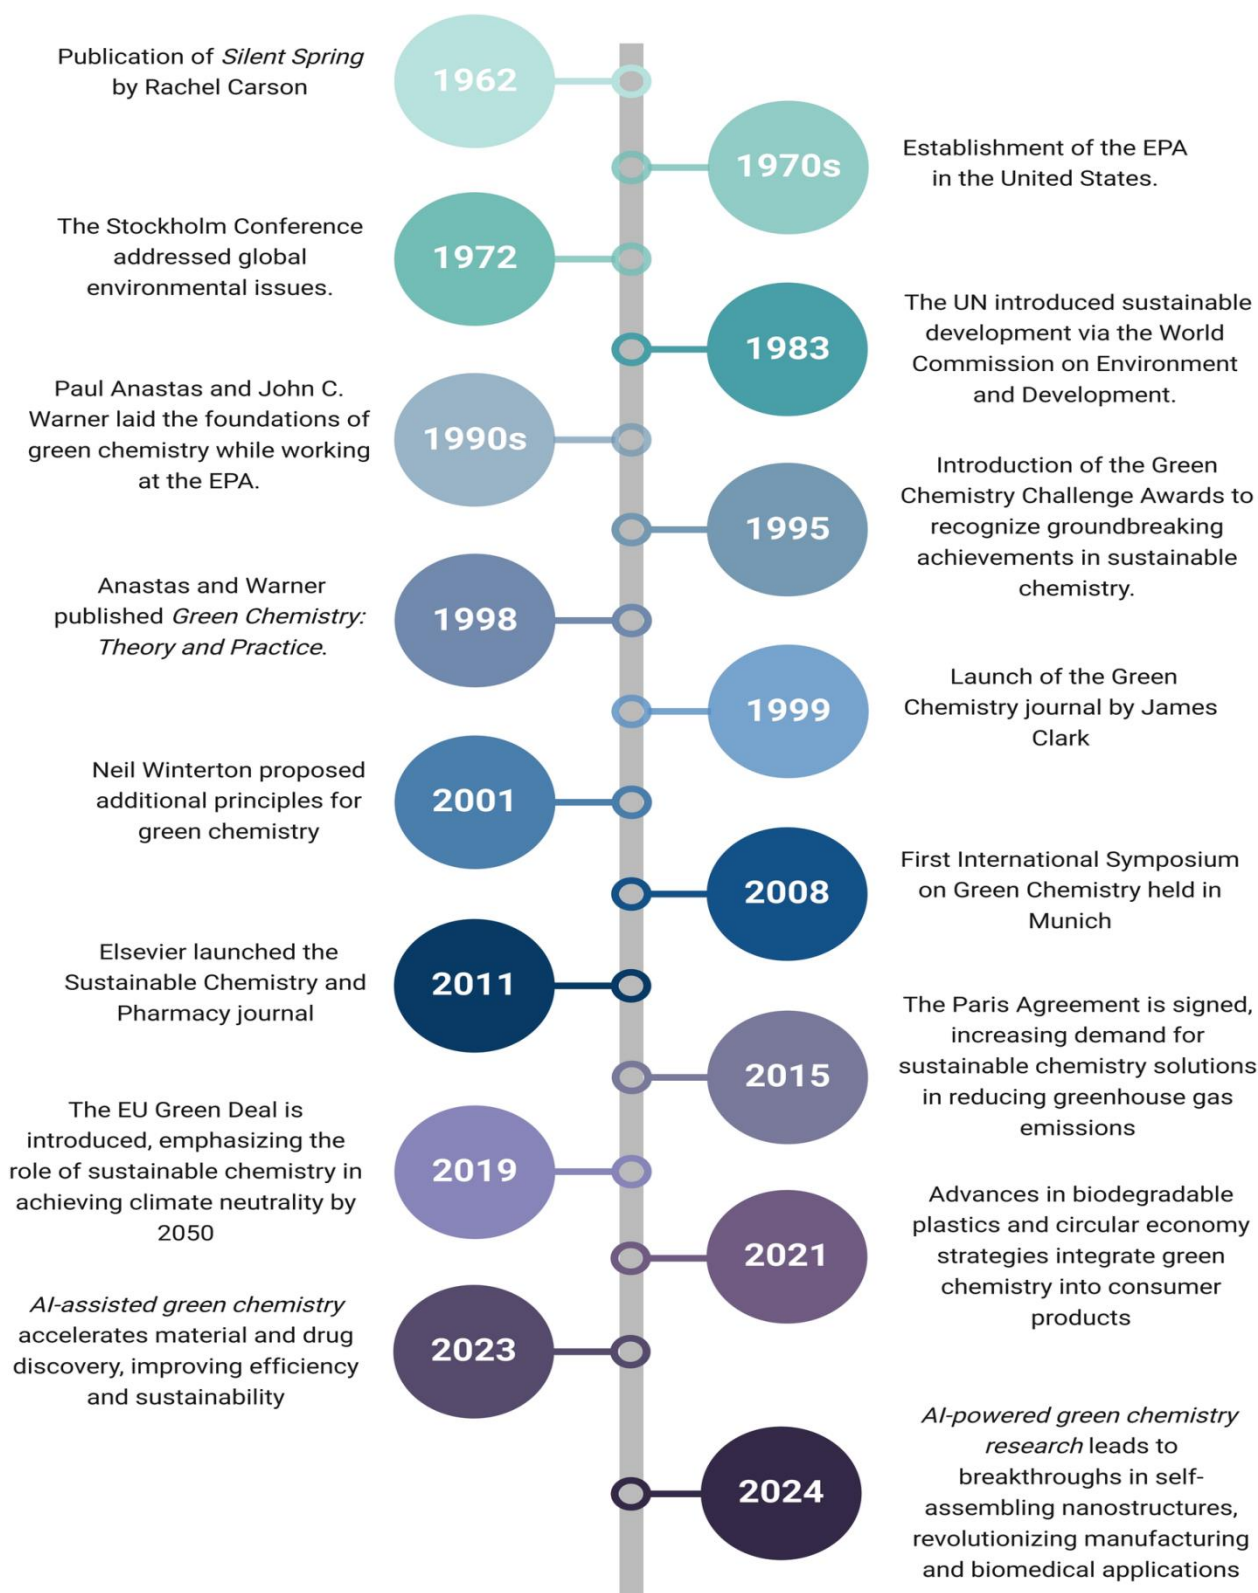 Publication of Silent Spring
by Rachel Carson
1962
1970s
Establishment of the EPA
in the United States.
The Stockholm Conference
addressed global
environmental issues.
1972
1983
The UN introduced sustainable
development via the World
Commission on Environment
and Development.
Paul Anastas and John C.
Warner laid the foundations of
green chemistry while working
at the EPA.
1990s
1995
Introduction of the Green
Chemistry Challenge Awards to
recognize groundbreaking
achievements in sustainable
chemistry.
Anastas and Warner
published Green Chemistry:
Theory and Practice.
1998
1999
Launch of the Green
Chemistry journal by James
Clark
Neil Winterton proposed
additional principles for
green chemistry
2001
2008
First International Symposium
on Green Chemistry held in
Munich
Elsevier launched the
Sustainable Chemistry and
Pharmacy journal
2011
2015
The Paris Agreement is signed,
increasing demand for
sustainable chemistry solutions
in reducing greenhouse gas
emissions
The EU Green Deal is
introduced, emphasizing the
role of sustainable chemistry in
achieving climate neutrality by
2050
2019
2021
Advances in biodegradable
plastics and circular economy
strategies integrate green
chemistry into consumer
products
AI-assisted green chemistry
accelerates material and drug
discovery, improving efficiency
and sustainability
2023
2024
AI-powered green chemistry
research leads to
breakthroughs in self-
assembling nanostructures,
revolutionizing manufacturing
and biomedical applications